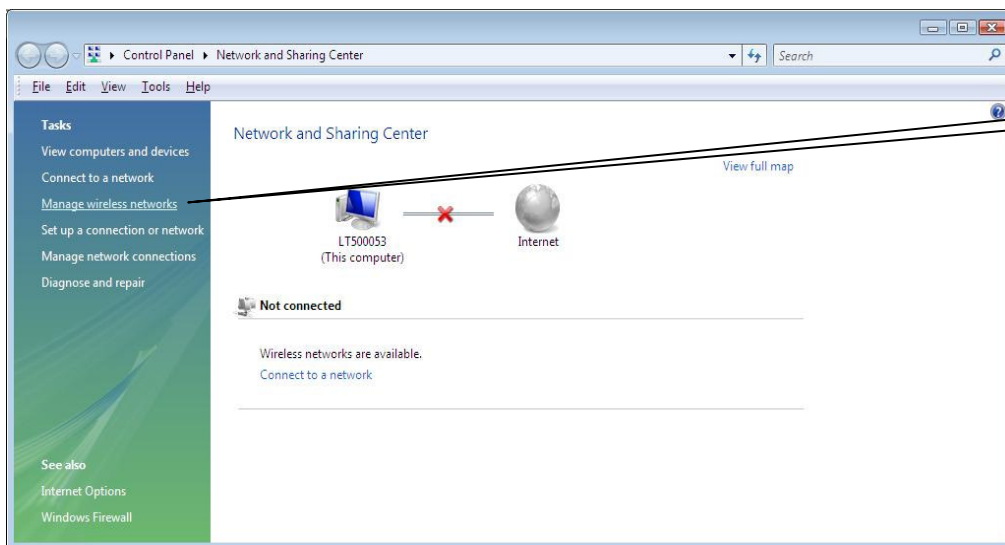 Control Panel Network and Sharing Center
Search
File Edit View Tools Help
Tasks
View computers and devices
Connect to a network
Manage wireless networks
Set up a connection or network
Manage network connections
Diagnose and repair
See also
Internet Options
Windows Firewall
Network and Sharing Center
View full map
LT500053
(This computer)
Internet
Not connected
Wireless networks are available.
Connect to a network